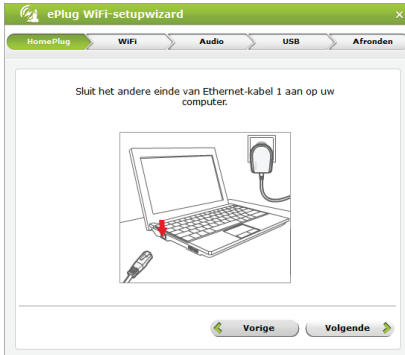 ePlug WiFi-setupwizard
HomePlug WiFi Audio USB Afronden
Sluit het andere einde van Ethernet-kabel 1 aan op uw
computer.
Vorige Volgende